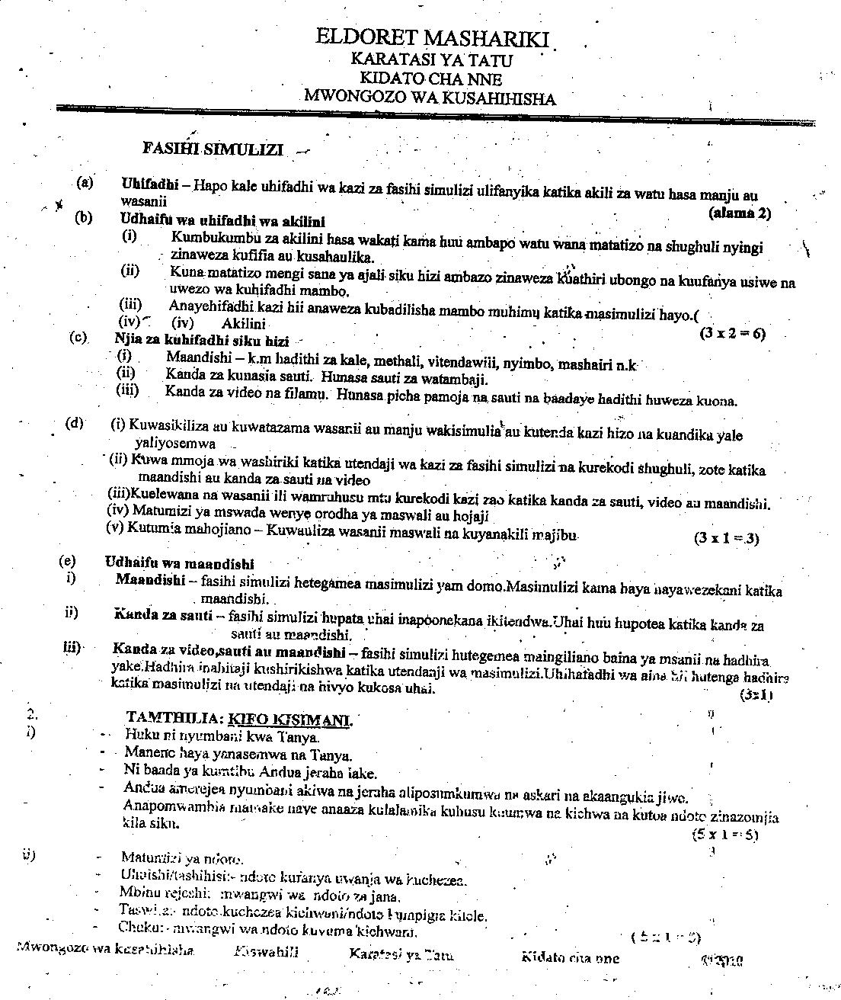 ELDORET MASHARIKI
KARATASI YA TATU
KIDATO CHA NNE
MWONGOZO WA KUSAHIHISHA
FASIHI SIMULIZI
(a) Uhifadhi – Hapo kale uhifadhi wa kazi za fasihi simulizi ulifanyika katika akili za watu hasa manju au
wasanii (alama 2)
(b) Udhaifu wa uhifadhi wa akilini
(i) Kumbukumbu za akilini hasa wakati kama huu ambapo watu wana matatizo na shughuli nyingi
zinaweza kufifia au kusahaulika.
(ii) Kuna matatizo mengi sana ya ajali siku hizi ambazo zinaweza kuathiri ubongo na kuufanya usiwe na
uwezo wa kuhifadhi mambo.
(iii) Anayehifadhi kazi hii anaweza kubadilisha mambo muhimu katika masimulizi hayo.(
(iv) (iv) Akilini (3 x 2 = 6)
(c) Njia za kuhifadhi siku hizi
(i) Maandishi – k.m hadithi za kale, methali, vitendawili, nyimbo, mashairi n.k
(ii) Kanda za kunasia sauti. Hunasa sauti za watambaji.
(iii) Kanda za video na filamu. Hunasa picha pamoja na sauti na baadaye hadithi huweza kuona.
(d) (i) Kuwasikiliza au kuwatazama wasanii au manju wakisimulia au kutenda kazi hizo na kuandika yale
yaliyosemwa
(ii) Kuwa mmoja wa washiriki katika utendaji wa kazi za fasihi simulizi na kurekodi shughuli, zote katika
maandishi au kanda za sauti na video
(iii)Kuelewana na wasanii ili wamruhusu mtu kurekodi kazi zao katika kanda za sauti, video au maandishi.
(iv) Matumizi ya mswada wenye orodha ya maswali au hojaji
(v) Kutumia mahojiano – Kuwauliza wasanii maswali na kuyanakili majibu (3 x 1 = 3)
(e) Udhaifu wa maandishi
i) Maandishi – fasihi simulizi hetegamea masimulizi yam domo.Masimulizi kama haya hayawezekani katika
maandishi.
ii) Kanda za sauti – fasihi simulizi hupata uhai inapoonekana ikitendwa.Uhai huu hupotea katika kanda za
sauti au maandishi.
iii) Kanda za video,sauti au maandishi – fasihi simulizi hutegemea maingiliano baina ya msanii na hadhira
yake.Hadhira inahitaji kushirikishwa katika utendaaji wa masimulizi.Uhihafadhi wa aina hii hutenga hadhira
katika masimulizi na utendaji na hivyo kukosa uhai. (3x1)
2. TAMTHILIA: KIFO KISIMANI.
i) - Huku ni nyumbani kwa Tanya.
- Maneno haya yanasemwa na Tanya.
- Ni baada ya kumtibu Andua jeraha lake.
- Andua amerejea nyumbani akiwa na jeraha aliposumkumwa na askari na akaangukia jiwe.
Anapomwambia mamake naye anaaza kulalamika kuhusu kuumwa na kichwa na kutoa ndoto zinazomjia
kila siku. (5 x 1 = 5)
ii) - Matumizi ya ndoto.
- Uhaishi/tashihisi:- ndoto kufanya uwanja wa kuchezea.
- Mbinu rejeshi: mwangwi wa ndoto za jana.
- Taswira:- ndoto kuchezea kichwani/ndoto kumpigia kelele.
- Cheku:- mwangwi wa ndoto kuvuma kichwani. (5 x 1 = 5)
Mwongozo wa kusahihisha Kiswahili Karatasi ya Tatu Kidato cha nne